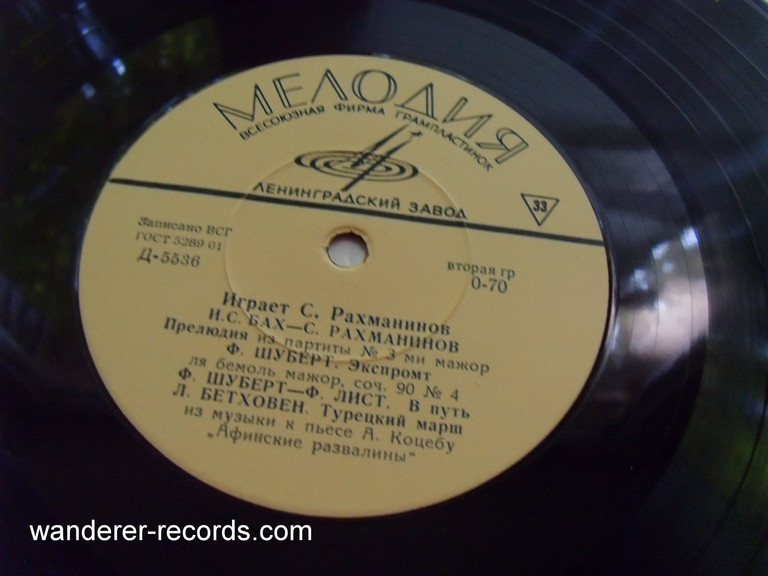 МЕЛОДИЯ
ВСЕСОЮЗНАЯ ФИРМА ГРАМПЛАСТИНОК
ЛЕНИНГРАДСКИЙ ЗАВОД
33
Записано ВСГ
ГОСТ 5289-61
Д-5536
вторая гр
0-70
Играет С. Рахманинов
И.С. БАХ—С. РАХМАНИНОВ
Прелюдия из партиты № 3 ми мажор
Ф. ШУБЕРТ. Экспромт
ля бемоль мажор, соч. 90 № 4
Ф. ШУБЕРТ—Ф. ЛИСТ. В путь
Л. БЕТХОВЕН. Турецкий марш
из музыки к пьесе А. Коцебу
„Афинские развалины“
wanderer-records.com